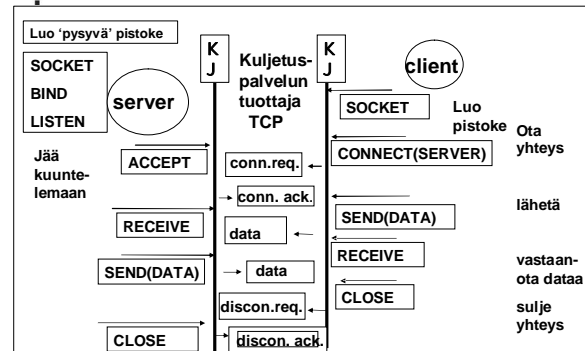 Luo 'pysyvä' pistoke
SOCKET
BIND
LISTEN
server
K
J
Kuljetus-
palvelun
tuottaja
TCP
K
J
client
SOCKET
Luo
pistoke
Ota
yhteys
CONNECT(SERVER)
Jää
kuunte-
lemaan
ACCEPT
conn.req.
conn. ack.
SEND(DATA)
lähetä
RECEIVE
data
RECEIVE
vastaan-
ota dataa
SEND(DATA)
data
CLOSE
sulje
yhteys
discon.req.
CLOSE
discon. ack.